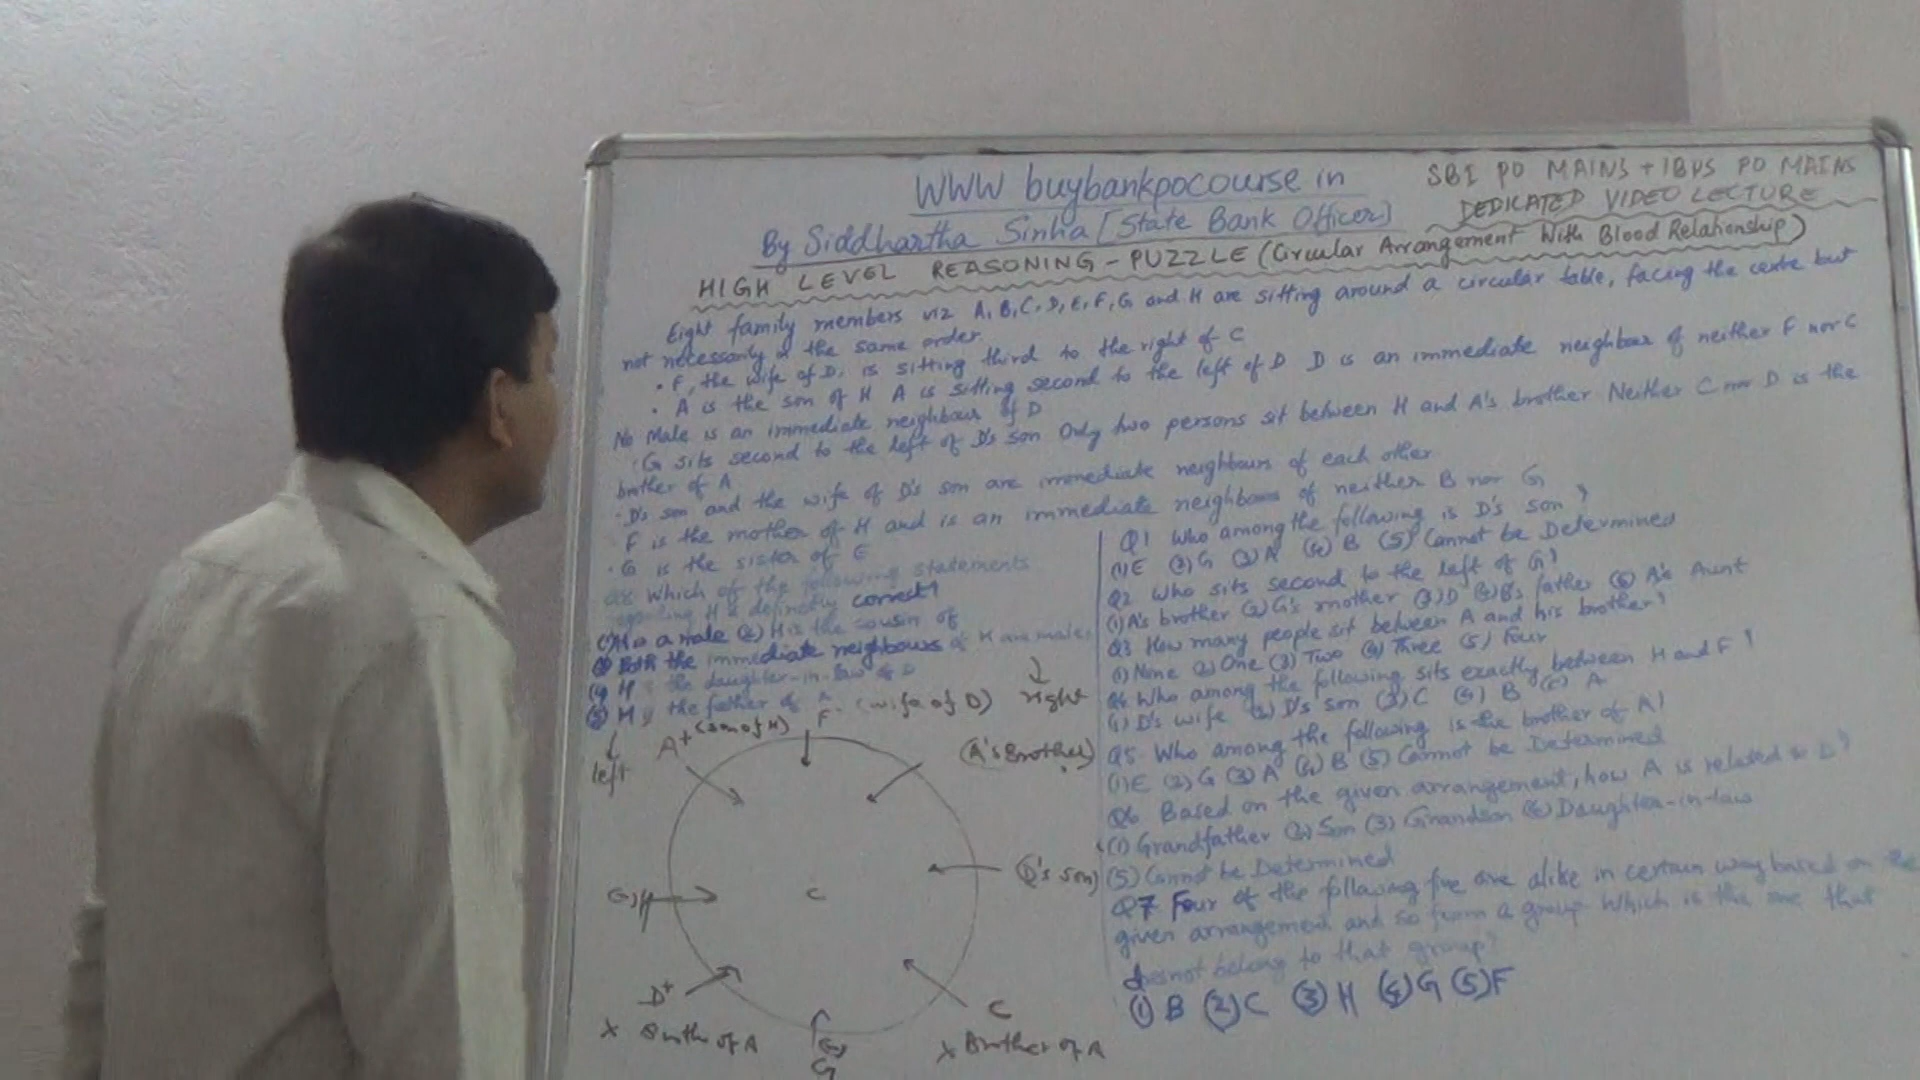 WWW buybankpocourse in
SBI PO MAINS + IBPS PO MAINS
DEDICATED VIDEO LECTURE
By Siddhartha Sinha [State Bank Officer]
HIGH LEVEL REASONING - PUZZLE (Circular Arrangement With Blood Relationship)
Eight family members viz A, B, C, D, E, F, G and H are sitting around a circular table, facing the centre but
not necessarily in the same order.
• F, the wife of D, is sitting third to the right of C
• A is the son of H A is sitting second to the left of D D is an immediate neighbour of neither F nor C
No Male is an immediate neighbour of D
• G sits second to the left of D's son Only two persons sit between H and A's brother Neither C nor D is the
brother of A
• D's son and the wife of D's son are immediate neighbours of each other
F is the mother of H and is an immediate neighbour of neither B nor G
• G is the sister of E
Which of the following statements
regarding H is definitely correct?
(1) H is a male (2) H is the cousin of
(3) Both the immediate neighbours of H are males
(4) H is the daughter-in-law of D
(5) H is the father of A
Q1 Who among the following is D's son?
(1) E (2) G (3) A (4) B (5) Cannot be Determined
Q2 Who sits second to the left of G?
(1) A's brother (2) G's mother (3) D (4) B's father (5) A's Aunt
Q3 How many people sit between A and his brother?
(1) None (2) One (3) Two (4) Three (5) Four
Q4 Who among the following sits exactly between H and F?
(1) D's wife (2) D's son (3) C (4) B (5) A
Q5 Who among the following is the brother of A?
(1) E (2) G (3) A (4) B (5) Cannot be Determined
Q6 Based on the given arrangement, how A is related to D?
(1) Grandfather (2) Son (3) Grandson (4) Daughter-in-law
(5) Cannot be Determined
Q7 Four of the following five are alike in certain way based on the
given arrangement and so form a group Which is the one that
does not belong to that group?
(1) B (2) C (3) H (4) G (5) F
left
A+ (son of H)
F- (wife of D)
right
(A's Brother)
(D's son)
H
C
D+
C
x Brother of A
G
x Brother of A